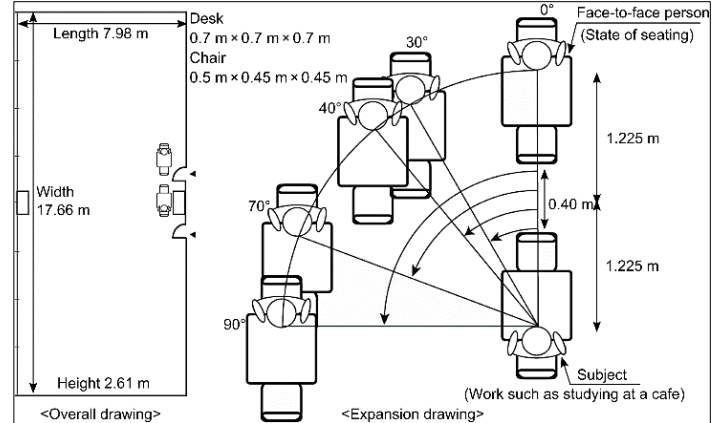 Length 7.98 m
Desk
0.7 m × 0.7 m × 0.7 m
Chair
0.5 m × 0.45 m × 0.45 m
Width
17.66 m
Height 2.61 m
<Overall drawing>
0°
Face-to-face person
(State of seating)
30°
40°
70°
90°
1.225 m
0.40 m
1.225 m
Subject
(Work such as studying at a cafe)
<Expansion drawing>